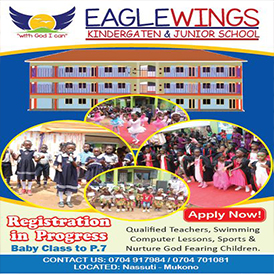 EAGLEWINGS
KINDERGATEN & JUNIOR SCHOOL
"with God I can"
Apply Now!
Registration
in Progress
Baby Class to P.7
Qualified Teachers, Swimming
Computer Lessons, Sports &
Nurture God Fearing Children.
CONTACT US: 0704 917984 / 0704 701081
LOCATED: Nassuti - Mukono